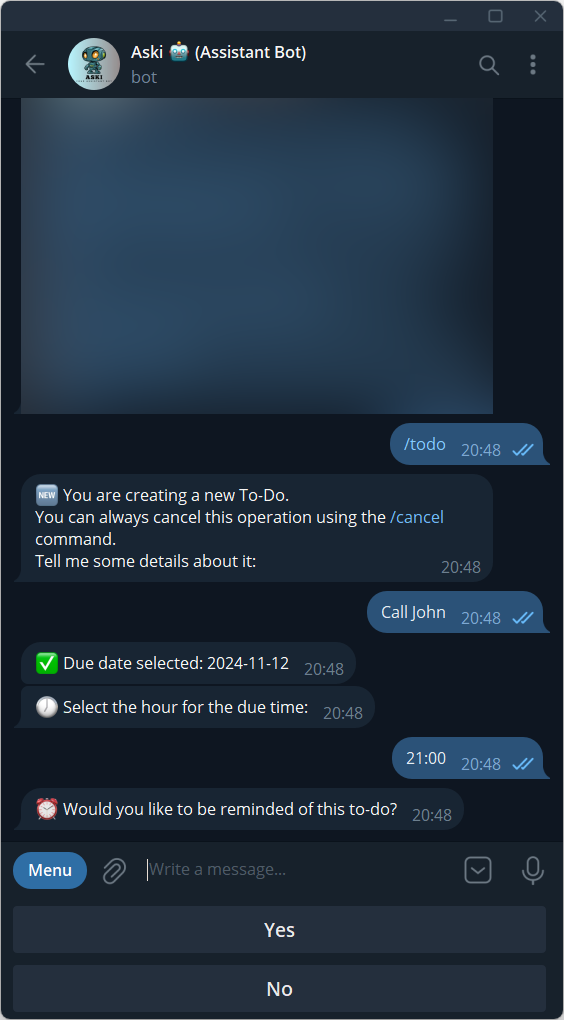 Aski 🤖 (Assistant Bot)
bot
ASKI
/todo 20:48
🆕 You are creating a new To-Do.
You can always cancel this operation using the /cancel
command.
Tell me some details about it: 20:48
Call John 20:48
✅ Due date selected: 2024-11-12 20:48
🕖 Select the hour for the due time: 20:48
21:00 20:48
⏰ Would you like to be reminded of this to-do? 20:48
Menu Write a message...
Yes
No